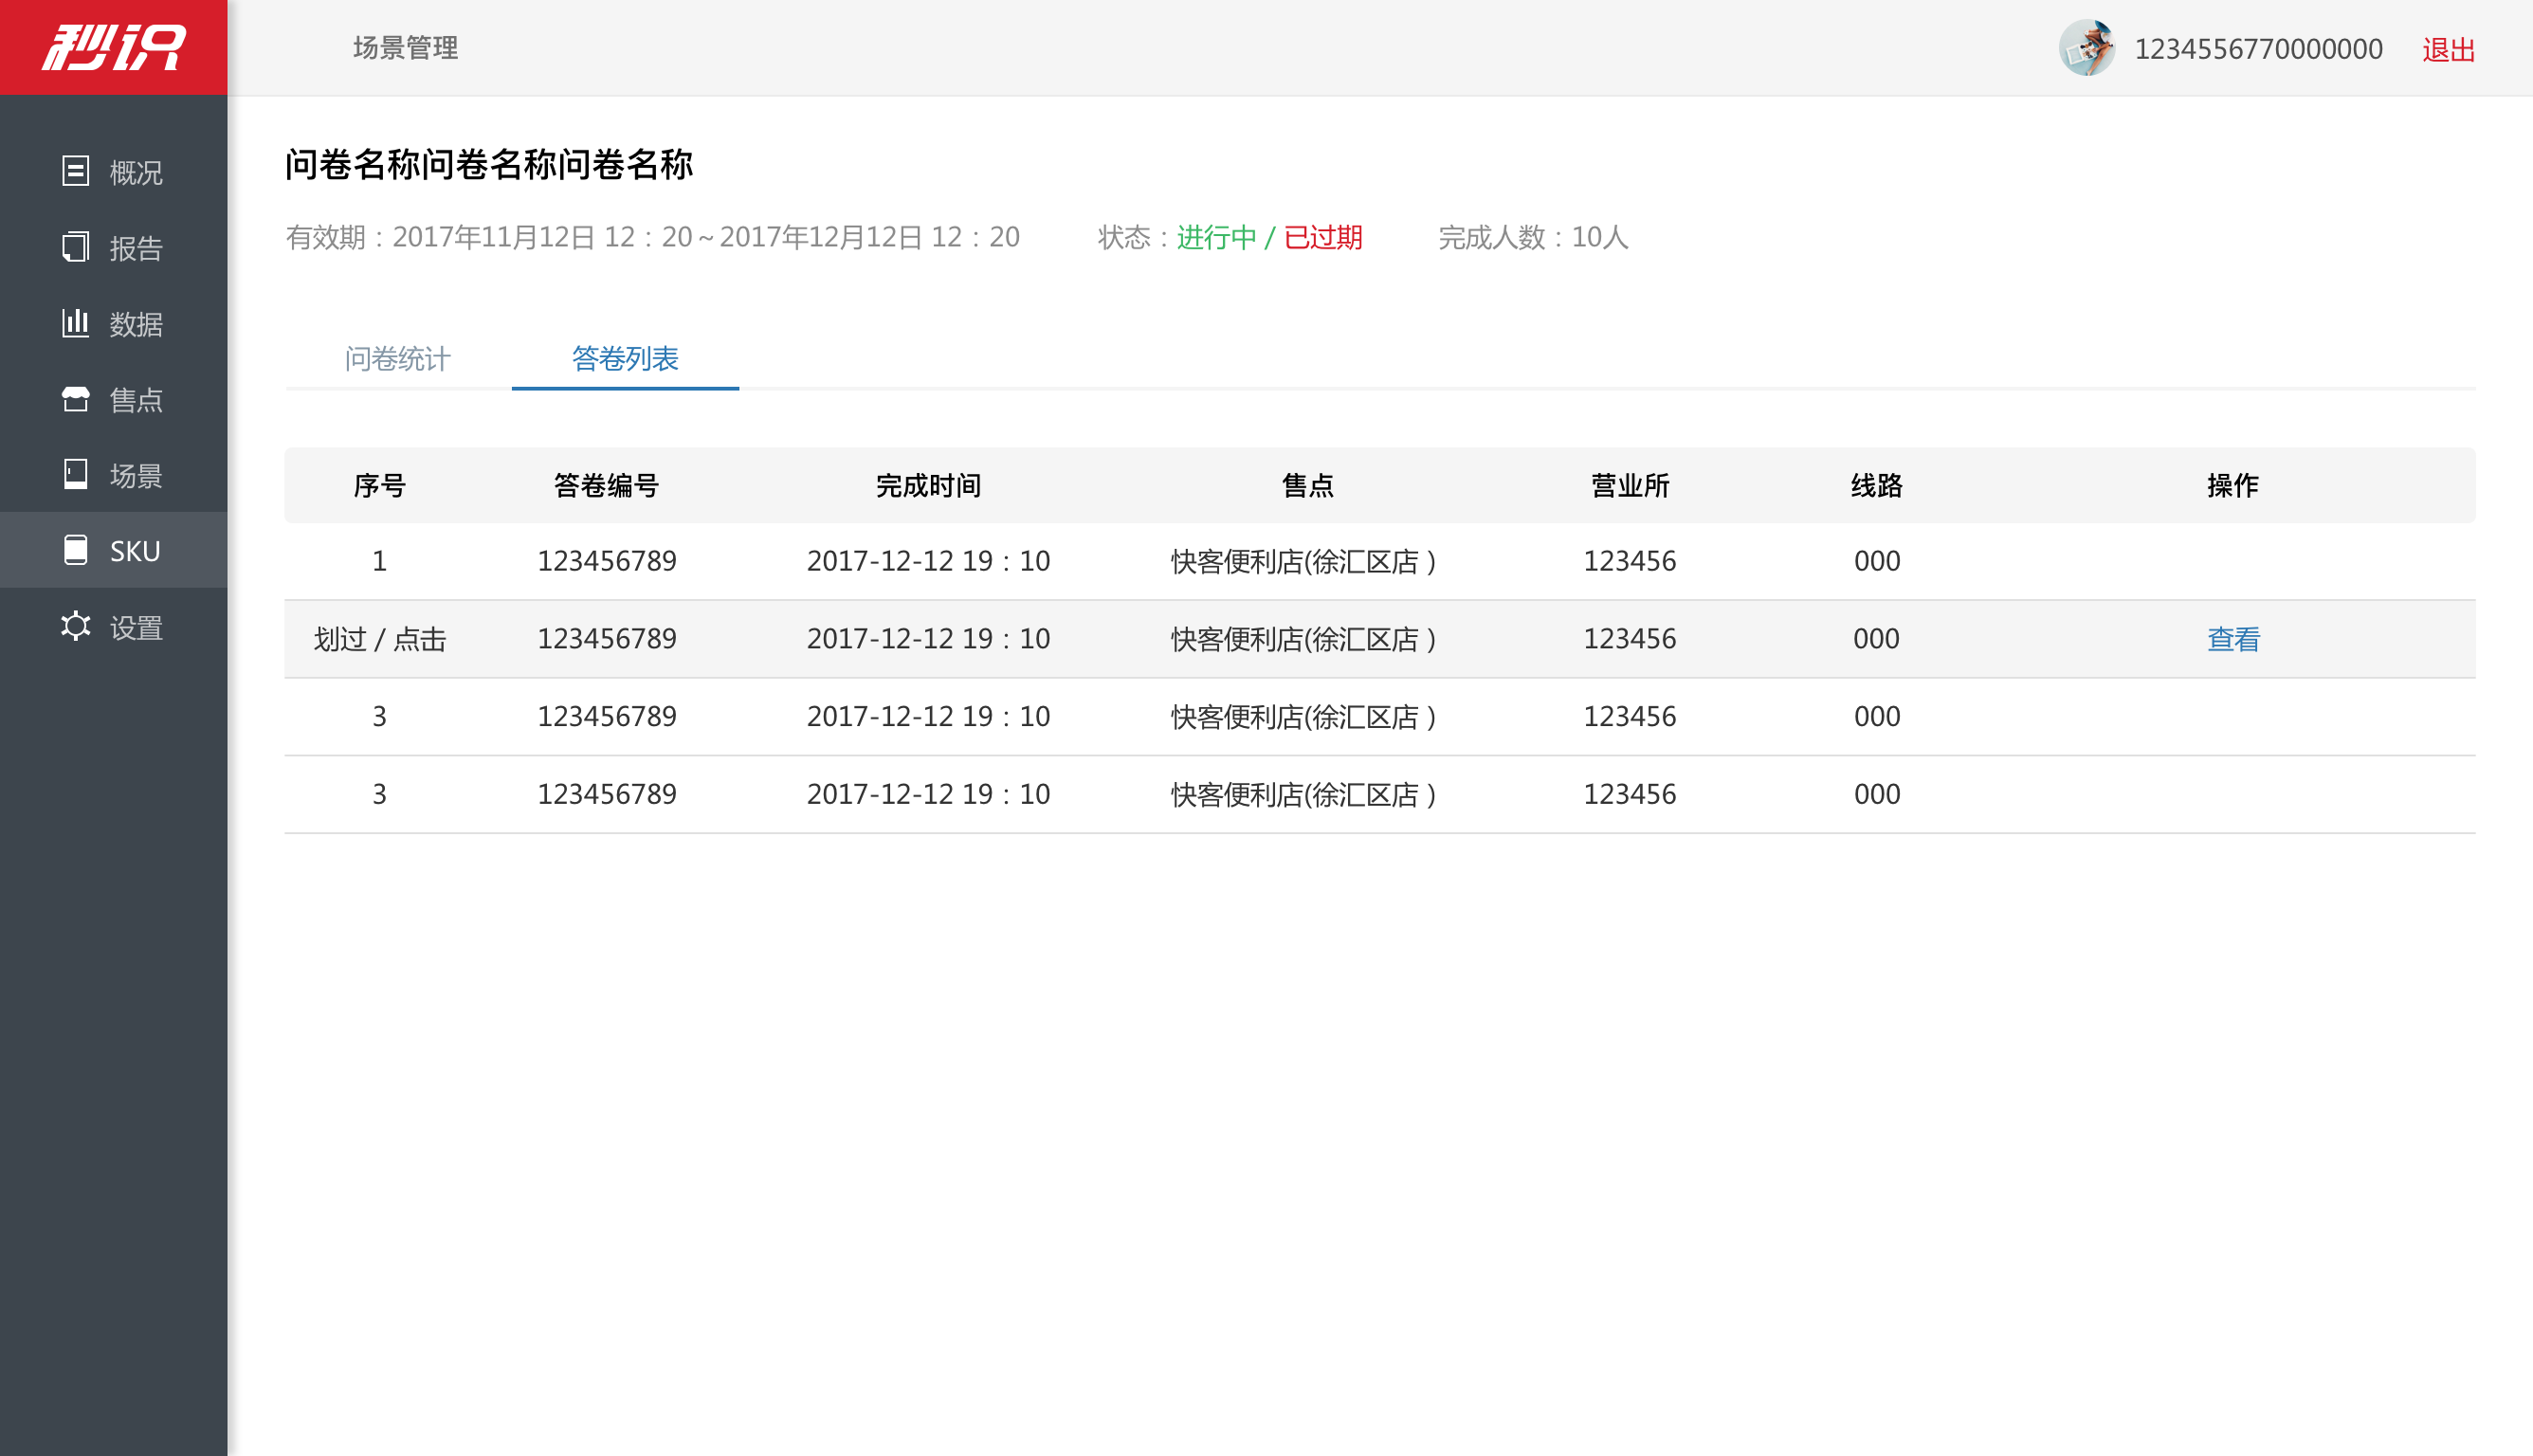 秒识
场景管理
1234556770000000 退出
概况
报告
数据
售点
场景
SKU
设置
问卷名称问卷名称问卷名称
有效期：2017年11月12日 12：20～2017年12月12日 12：20 状态：进行中 / 已过期 完成人数：10人
问卷统计 答卷列表
序号 答卷编号 完成时间 售点 营业所 线路 操作
1 123456789 2017-12-12 19：10 快客便利店(徐汇区店 ) 123456 000
划过 / 点击 123456789 2017-12-12 19：10 快客便利店(徐汇区店 ) 123456 000 查看
3 123456789 2017-12-12 19：10 快客便利店(徐汇区店 ) 123456 000
3 123456789 2017-12-12 19：10 快客便利店(徐汇区店 ) 123456 000